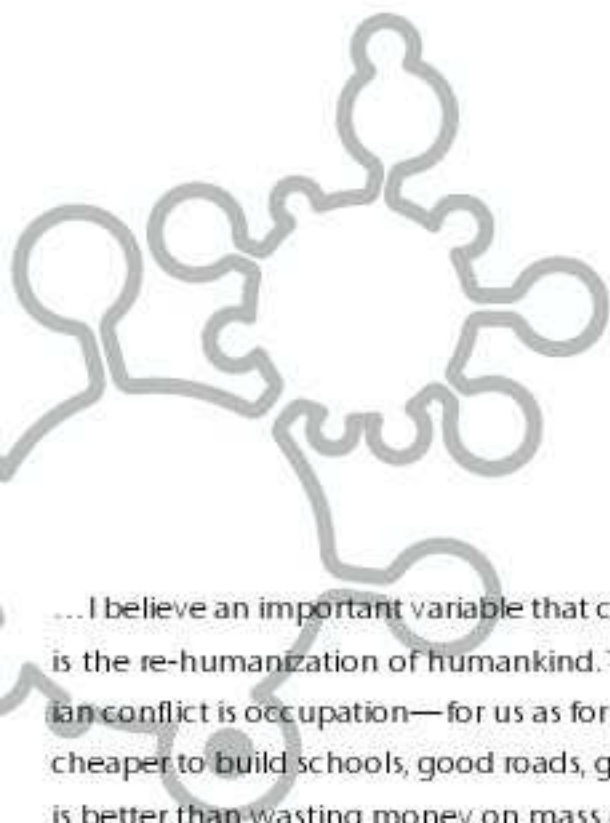 …I believe an important variable that c
is the re-humanization of humankind.
ian conflict is occupation—for us as for
cheaper to build schools, good roads, g
is better than wasting money on mass